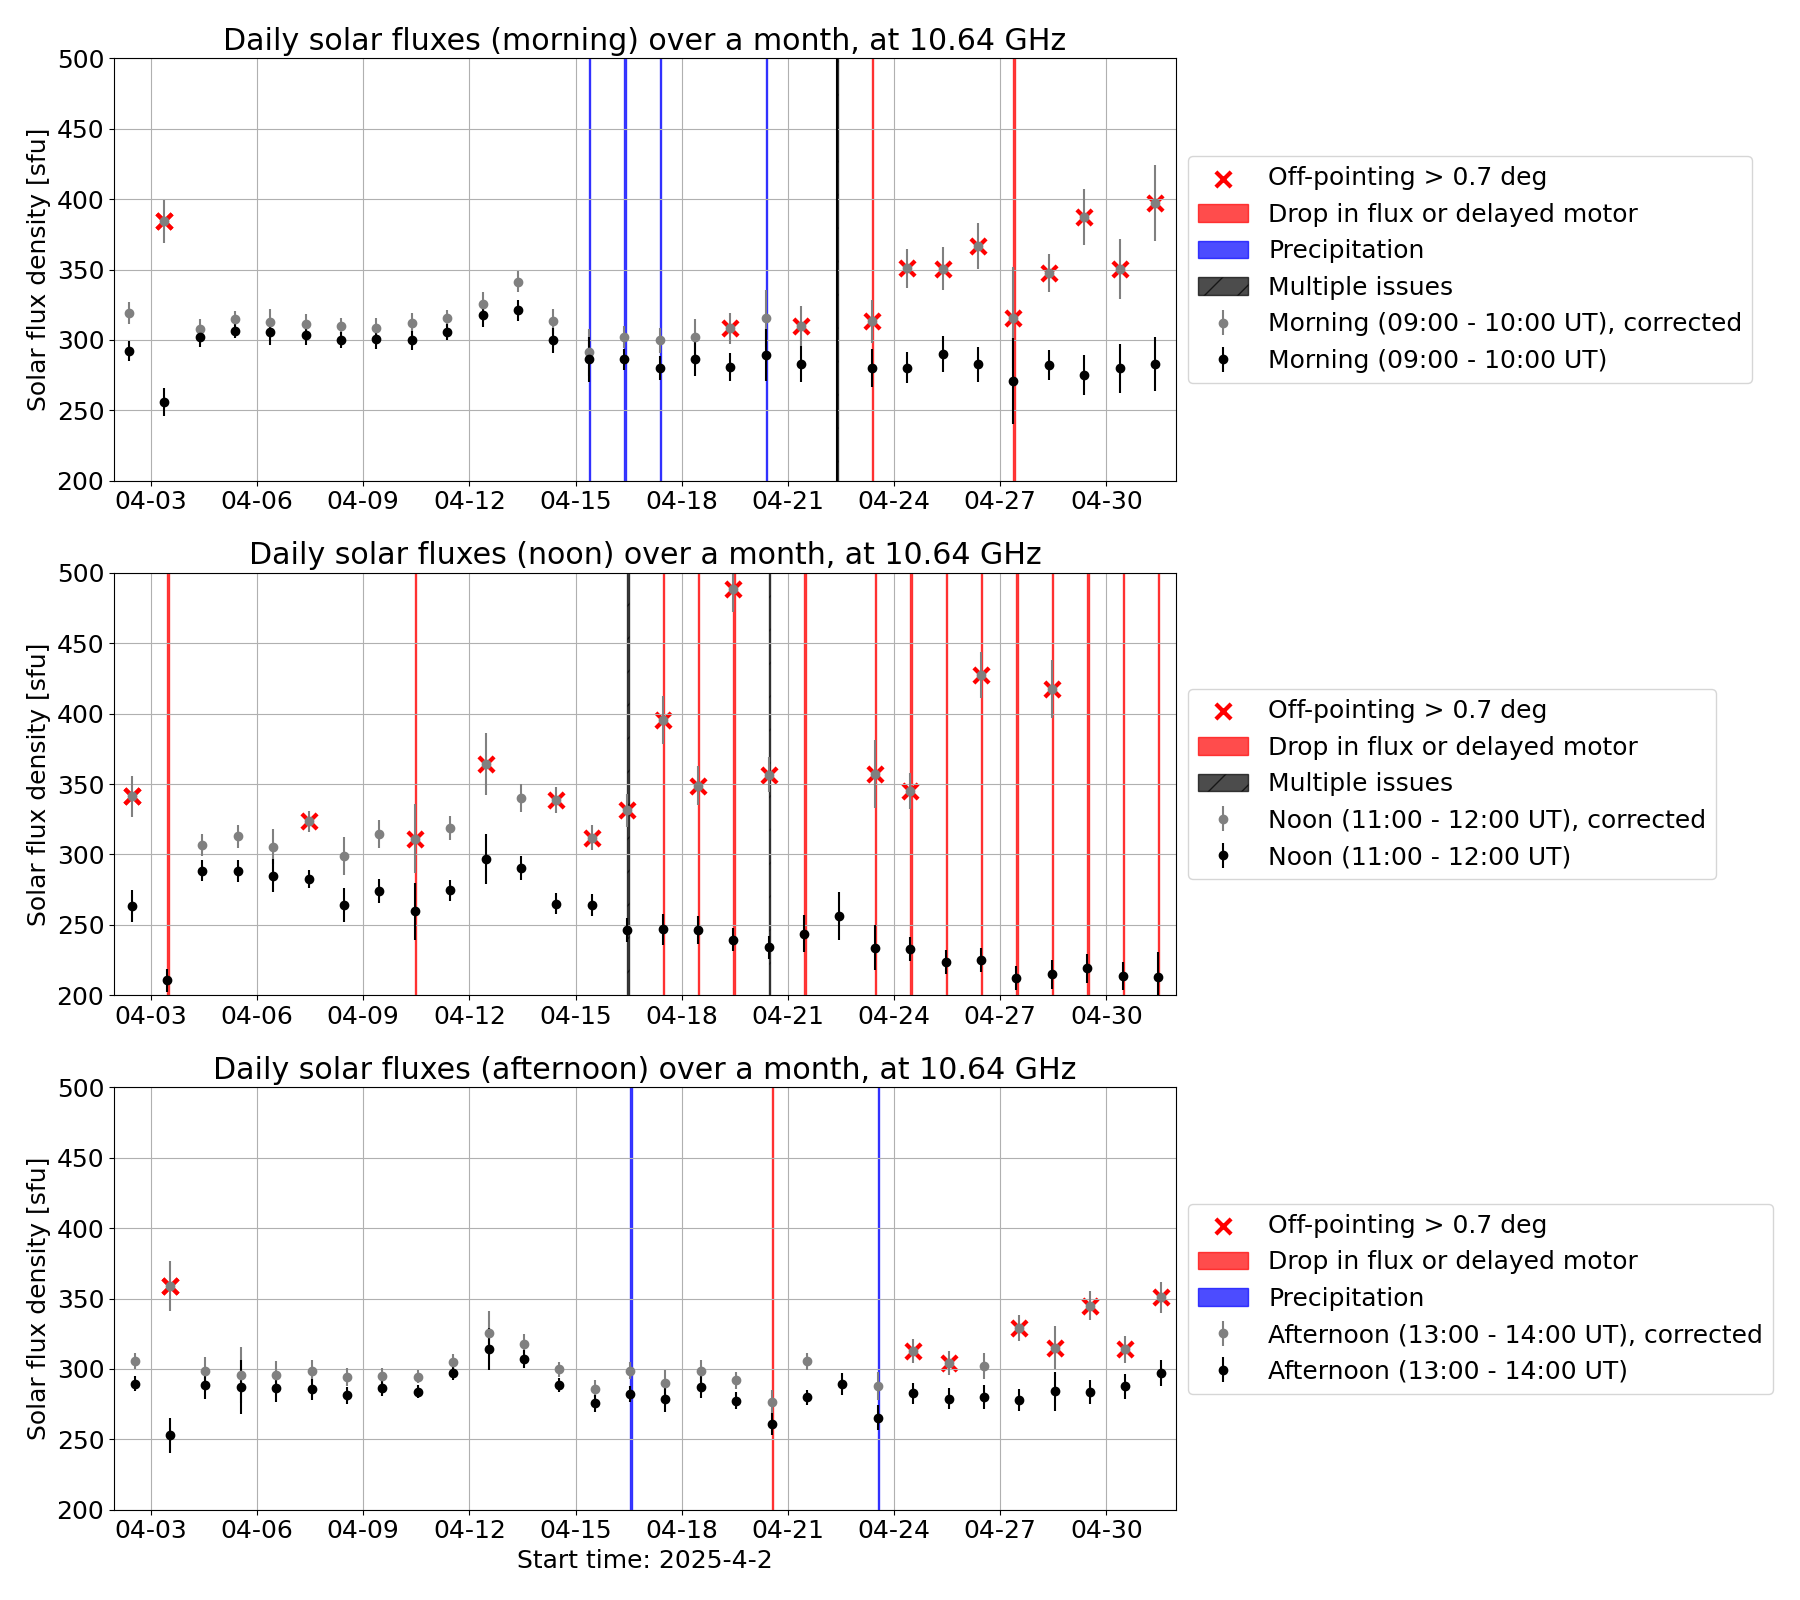 Daily solar fluxes (morning) over a month, at 10.64 GHz
Solar flux density [sfu]
500
450
400
350
300
250
200
04-03 04-06 04-09 04-12 04-15 04-18 04-21 04-24 04-27 04-30
Off-pointing > 0.7 deg
Drop in flux or delayed motor
Precipitation
Multiple issues
Morning (09:00 - 10:00 UT), corrected
Morning (09:00 - 10:00 UT)
Daily solar fluxes (noon) over a month, at 10.64 GHz
Solar flux density [sfu]
500
450
400
350
300
250
200
04-03 04-06 04-09 04-12 04-15 04-18 04-21 04-24 04-27 04-30
Off-pointing > 0.7 deg
Drop in flux or delayed motor
Multiple issues
Noon (11:00 - 12:00 UT), corrected
Noon (11:00 - 12:00 UT)
Daily solar fluxes (afternoon) over a month, at 10.64 GHz
Solar flux density [sfu]
500
450
400
350
300
250
200
04-03 04-06 04-09 04-12 04-15 04-18 04-21 04-24 04-27 04-30
Start time: 2025-4-2
Off-pointing > 0.7 deg
Drop in flux or delayed motor
Precipitation
Afternoon (13:00 - 14:00 UT), corrected
Afternoon (13:00 - 14:00 UT)